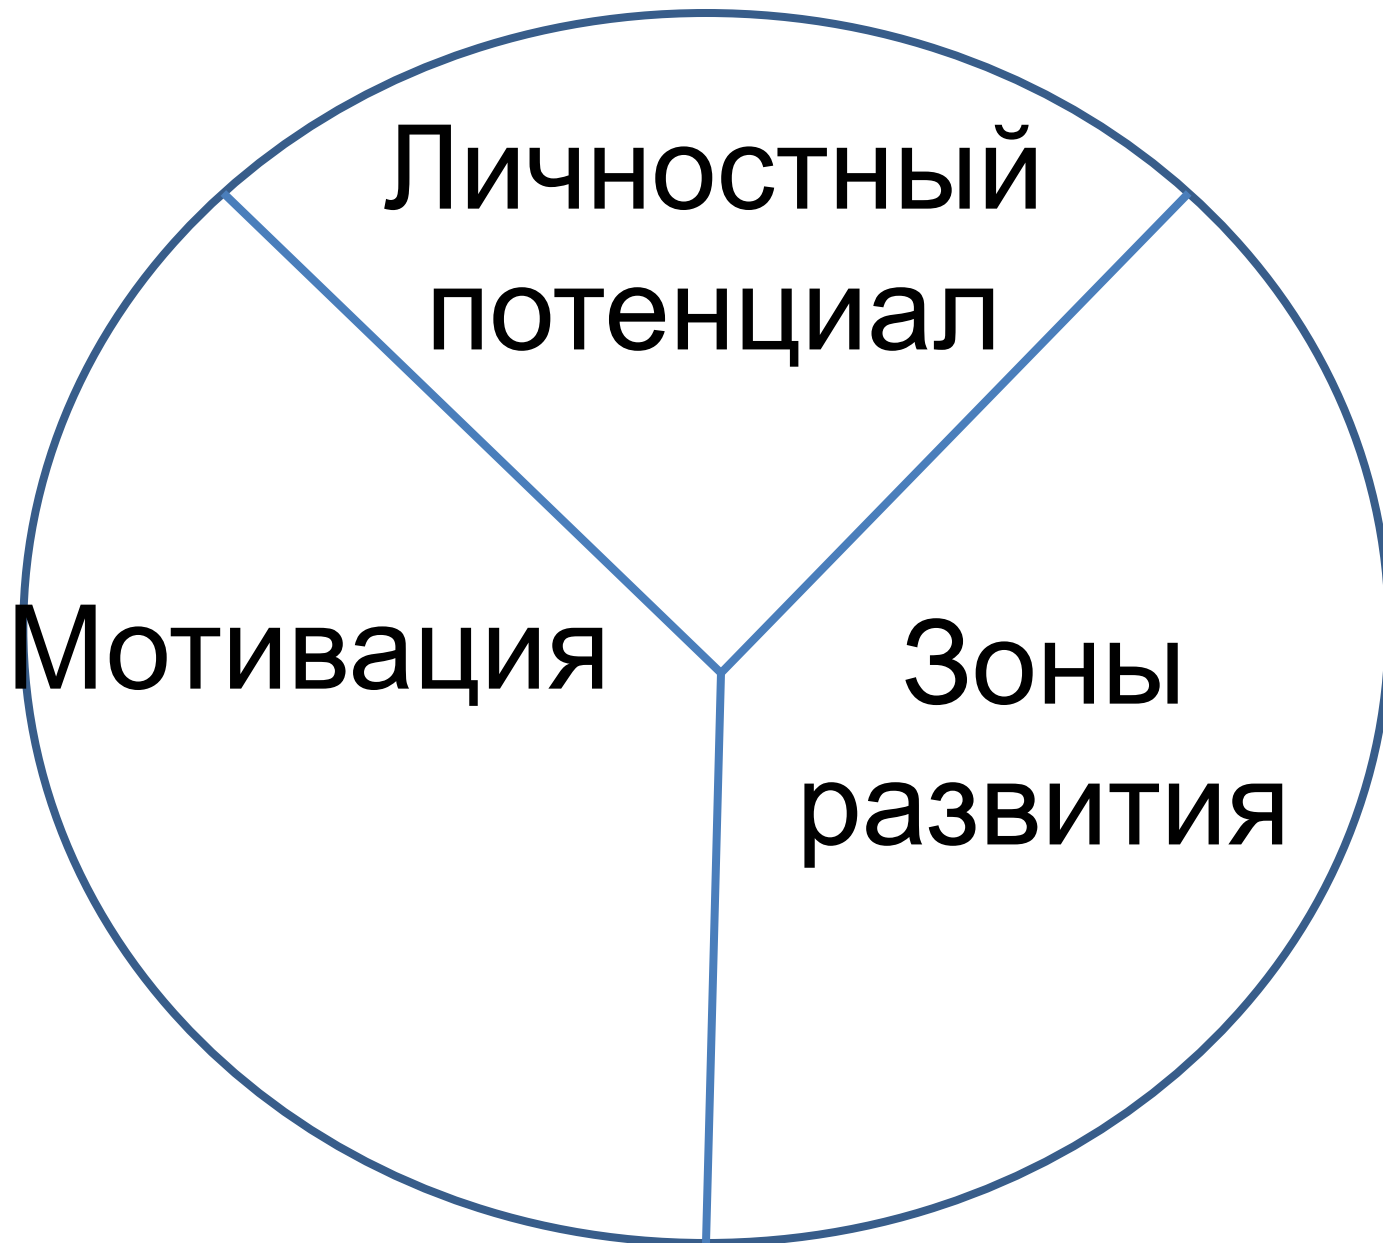 Личностный
потенциал
Мотивация
Зоны
развития